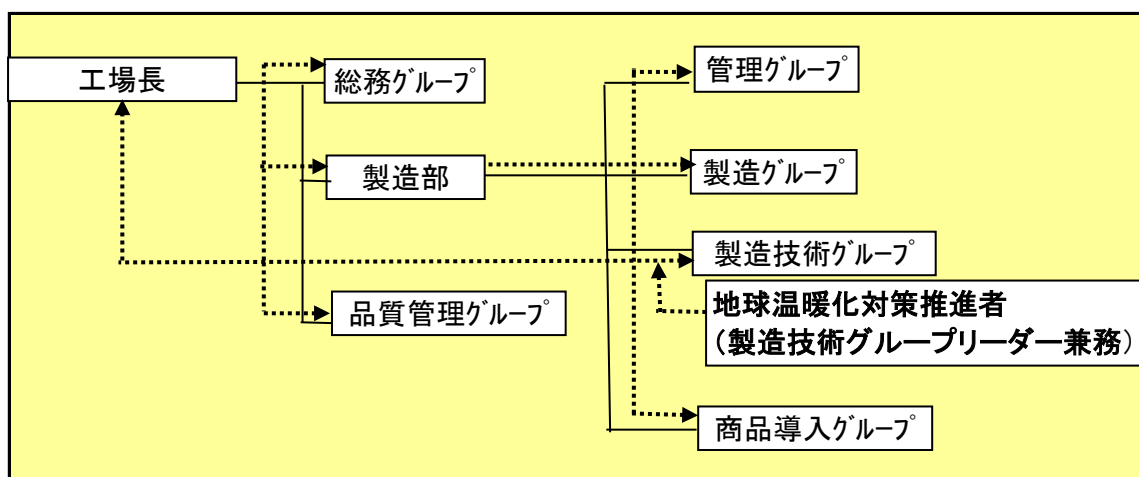 工場長
総務ｸﾞﾙｰﾌﾟ
管理ｸﾞﾙｰﾌﾟ
製造部
製造ｸﾞﾙｰﾌﾟ
製造技術ｸﾞﾙｰﾌﾟ
品質管理ｸﾞﾙｰﾌﾟ
地球温暖化対策推進者
（製造技術グループリーダー兼務）
商品導入ｸﾞﾙｰﾌﾟ